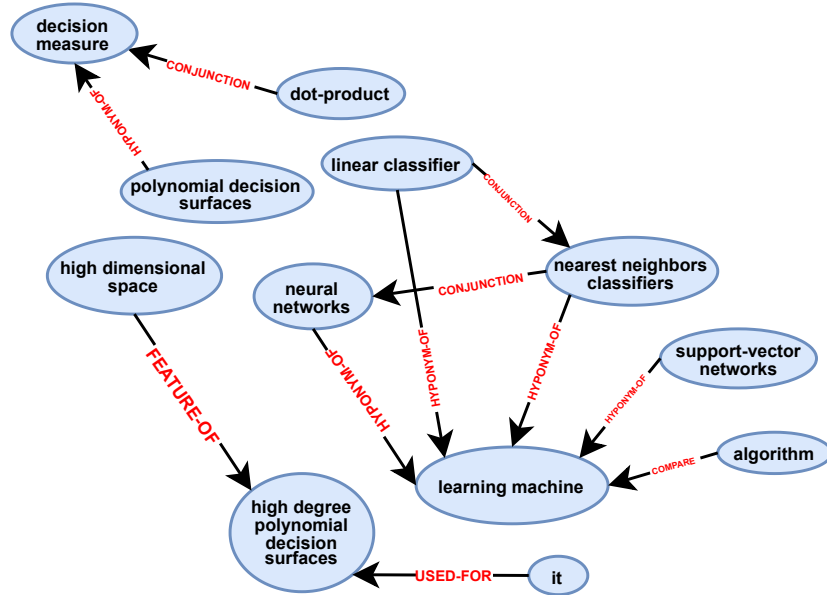 decision
measure
CONJUNCTION
dot-product
HYPONYM-OF
polynomial decision
surfaces
linear classifier
CONJUNCTION
high dimensional
space
neural
networks
CONJUNCTION
nearest neighbors
classifiers
HYPONYM-OF
HYPONYM-OF
HYPONYM-OF
support-vector
networks
HYPONYM-OF
FEATURE-OF
algorithm
COMPARE
learning machine
high degree
polynomial
decision
surfaces
USED-FOR
it